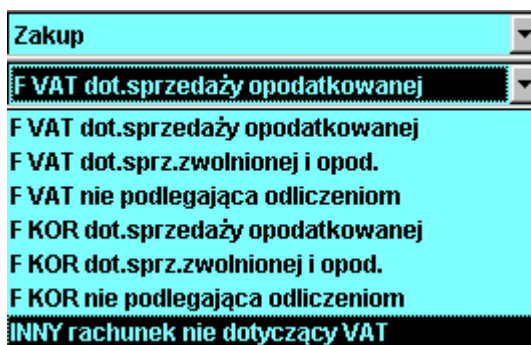 Zakup
F VAT dot.sprzedaży opodatkowanej
F VAT dot.sprzedaży opodatkowanej
F VAT dot.sprz.zwolnionej i opod.
F VAT nie podlegająca odliczeniom
F KOR dot.sprzedaży opodatkowanej
F KOR dot.sprz.zwolnionej i opod.
F KOR nie podlegająca odliczeniom
INNY rachunek nie dotyczący VAT